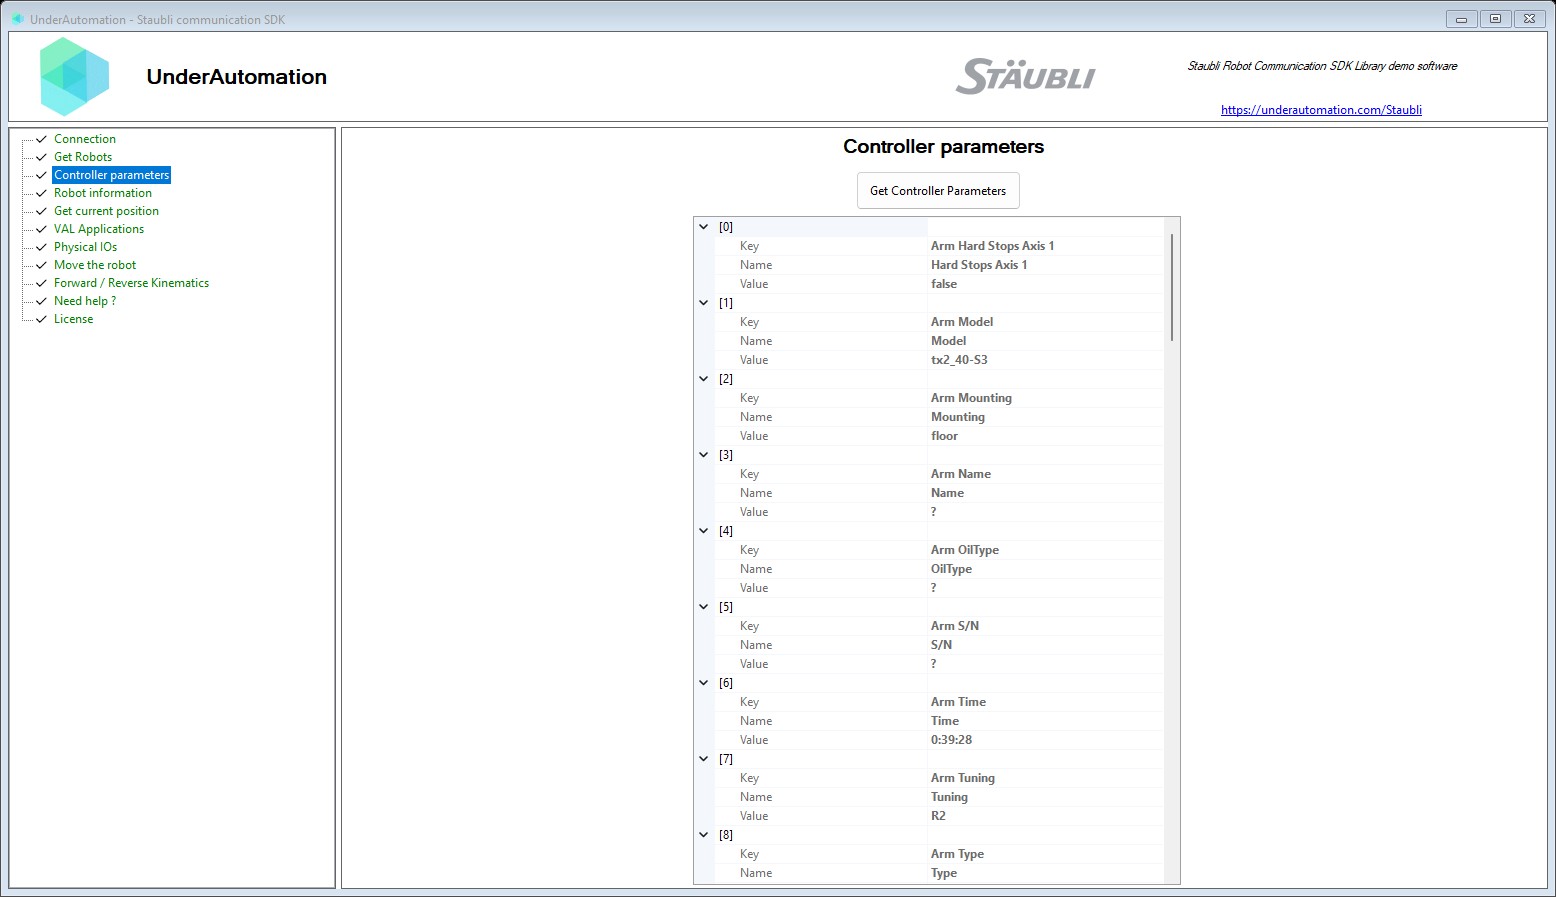 UnderAutomation - Staubli communication SDK
UnderAutomation
STÄUBLI
Staubli Robot Communication SDK Library demo software
https://underautomation.com/Staubli
Connection
Get Robots
Controller parameters
Robot information
Get current position
VAL Applications
Physical IOs
Move the robot
Forward / Reverse Kinematics
Need help ?
License
Controller parameters
Get Controller Parameters
[0]
Key Arm Hard Stops Axis 1
Name Hard Stops Axis 1
Value false
[1]
Key Arm Model
Name Model
Value tx2_40-S3
[2]
Key Arm Mounting
Name Mounting
Value floor
[3]
Key Arm Name
Name Name
Value ?
[4]
Key Arm OilType
Name OilType
Value ?
[5]
Key Arm S/N
Name S/N
Value ?
[6]
Key Arm Time
Name Time
Value 0:39:28
[7]
Key Arm Tuning
Name Tuning
Value R2
[8]
Key Arm Type
Name Type